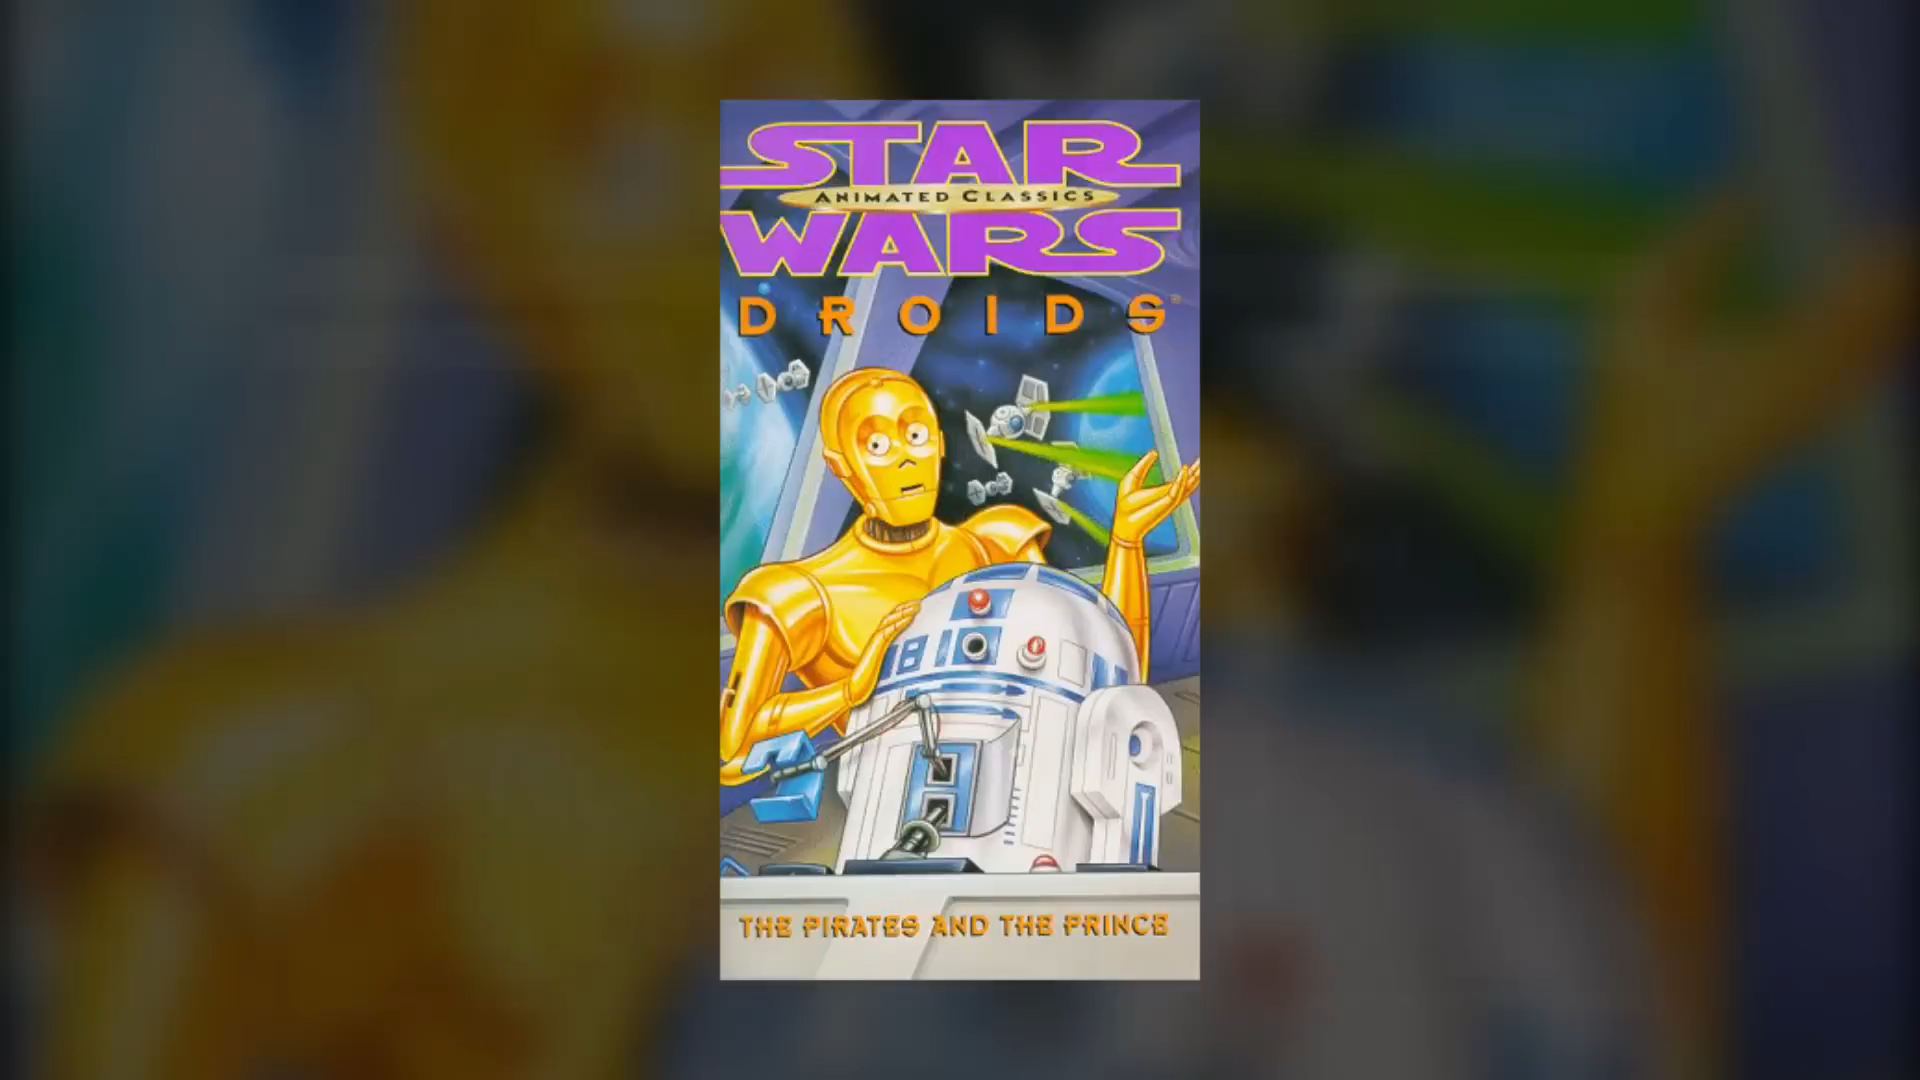 STAR
ANIMATED CLASSICS
WARS
DROIDS®
THE PIRATES AND THE PRINCE